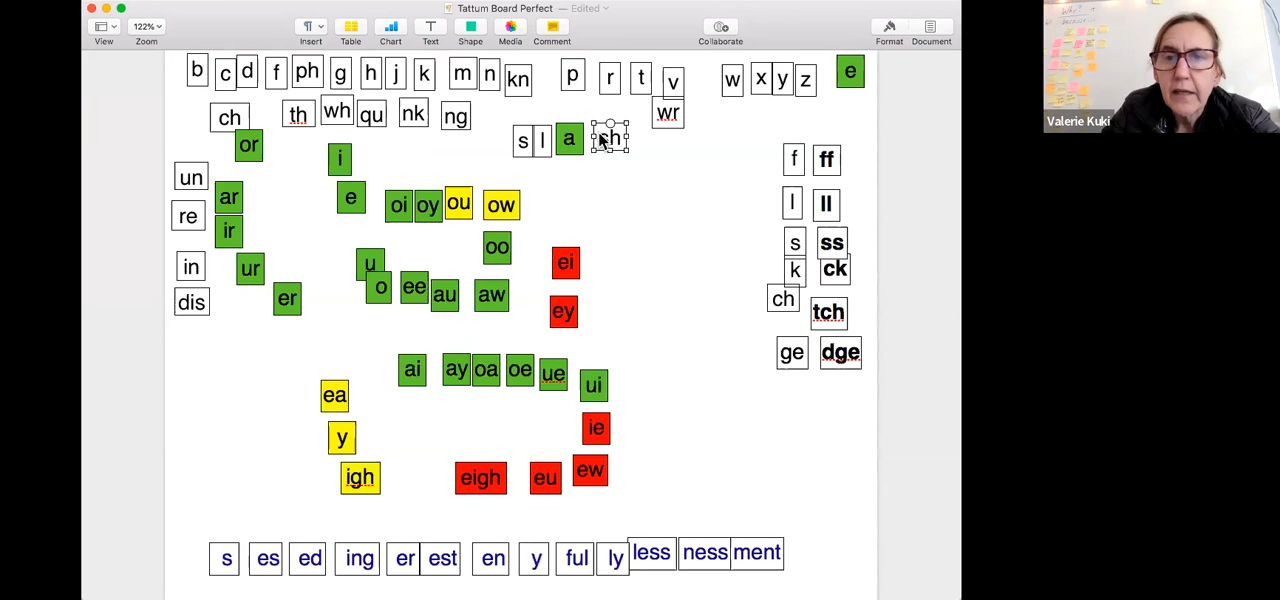 Tattum Board Perfect — Edited
122%
View Zoom Insert Table Chart Text Shape Media Comment Collaborate Format Document
b c d f ph g h j k m n kn p r t v w x y z e
ch th wh qu nk ng wr
s l a sh
or i f ff
un ar e oi oy ou ow l ll
re ir
oo s ss
in ur u ei k ck
dis er o ee au aw ey ch tch
ge dge
ai ay oa oe ue ui
ea ie
y
igh eigh eu ew
s es ed ing er est en y ful ly less ness ment
Valerie Kuki